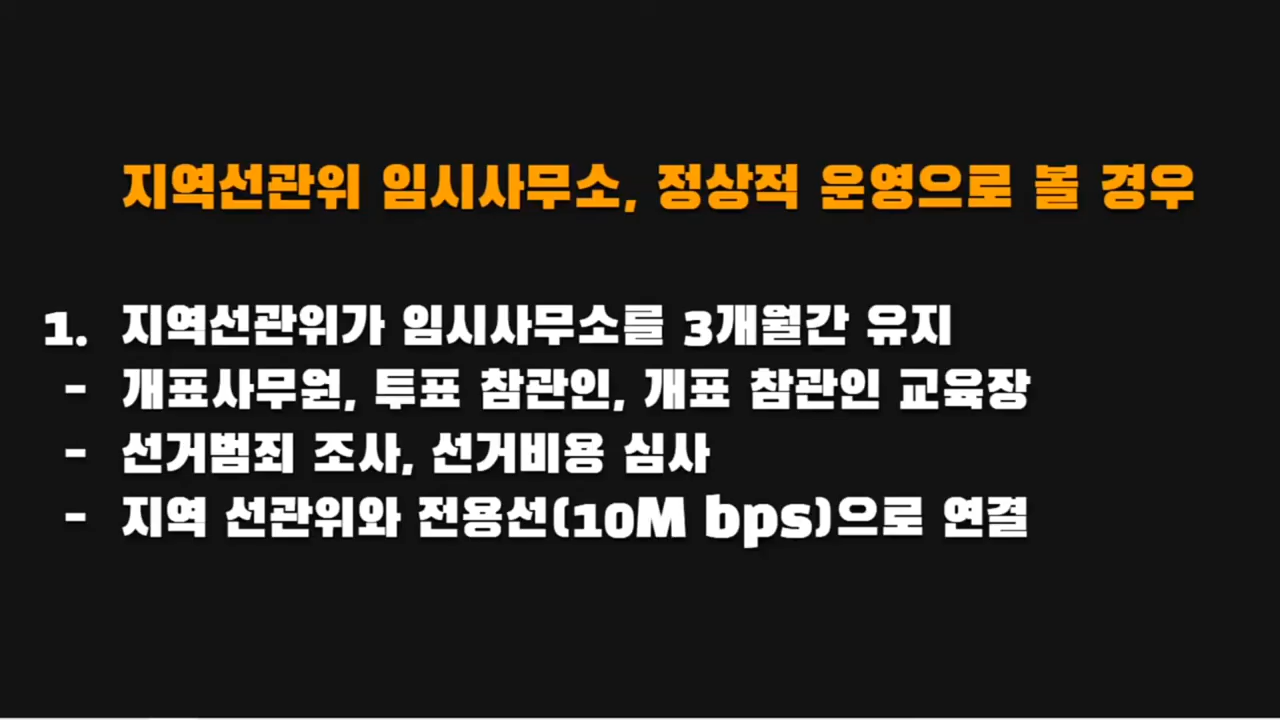 지역선관위 임시사무소, 정상적 운영으로 볼 경우
1. 지역선관위가 임시사무소를 3개월간 유지
- 개표사무원, 투표 참관인, 개표 참관인 교육장
- 선거범죄 조사, 선거비용 심사
- 지역 선관위와 전용선(10M bps)으로 연결